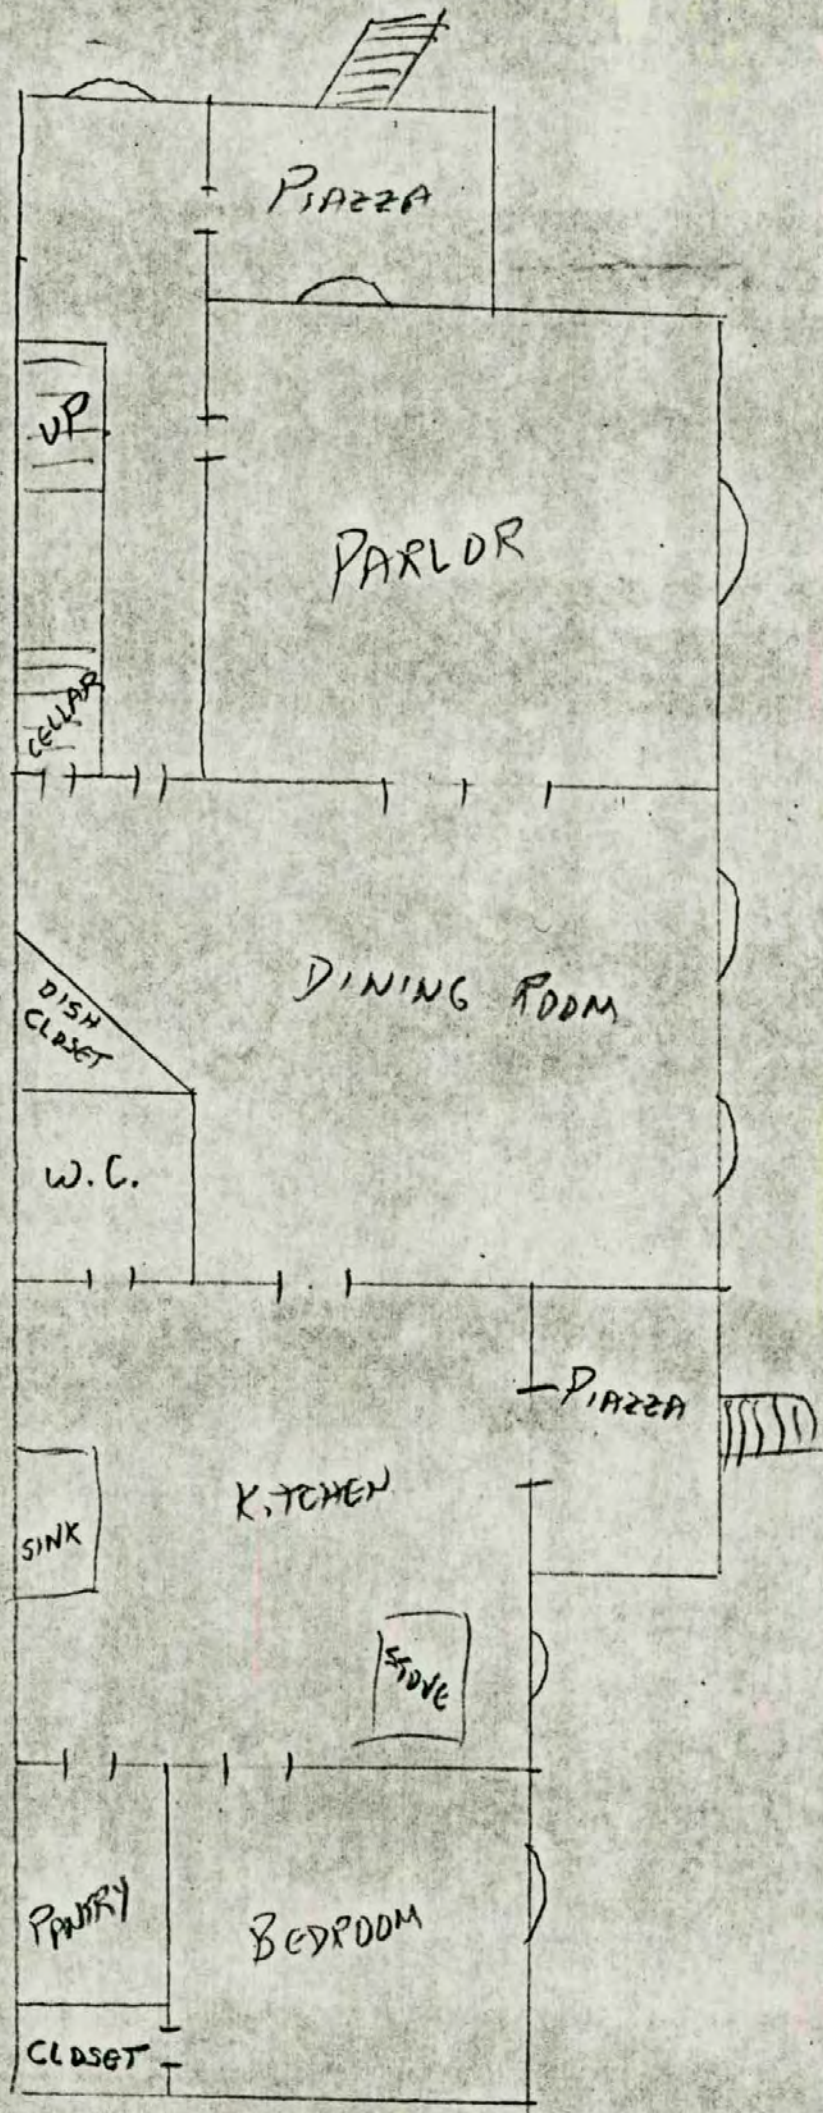 PIAZZA
UP
PARLOR
CELLAR
DINING ROOM
DISH
CLOSET
W.C.
PIAZZA
KITCHEN
SINK
STOVE
PANTRY
BEDROOM
CLOSET